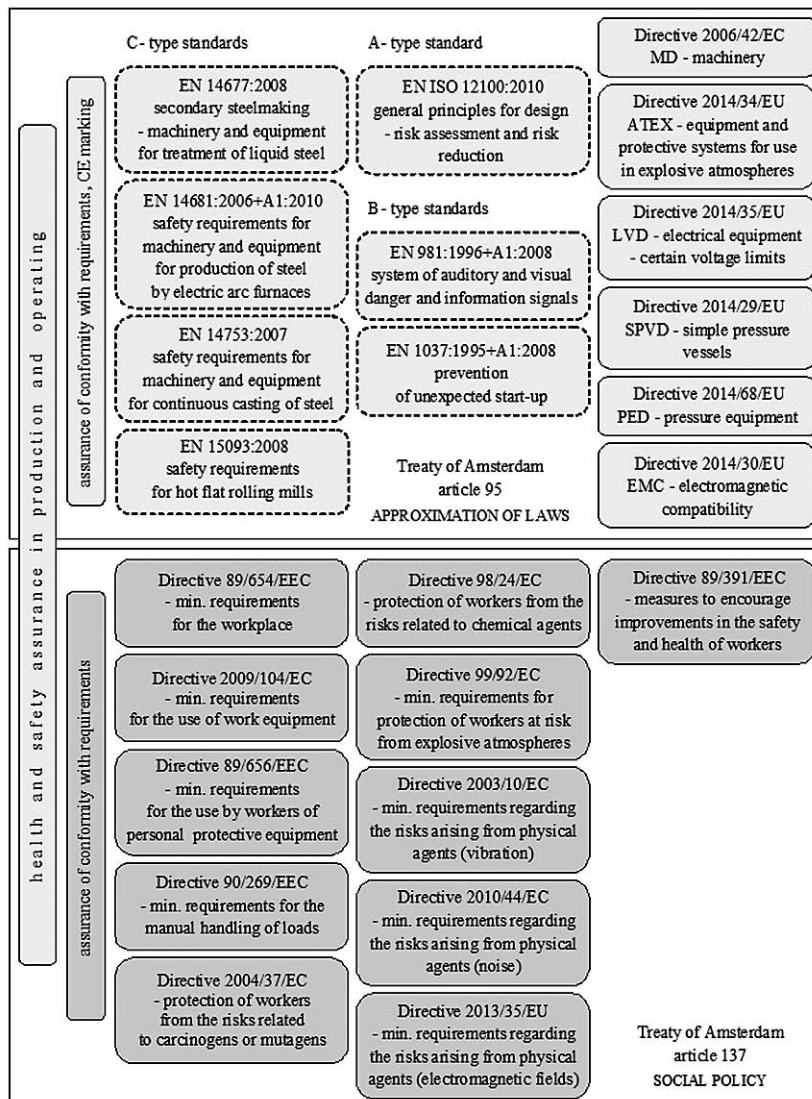 health and safety assurance in production and operating
assurance of conformity with requirements, CE marking
C- type standards
EN 14677:2008
secondary steelmaking
- machinery and equipment
for treatment of liquid steel
EN 14681:2006+A1:2010
safety requirements for
machinery and equipment
for production of steel
by electric arc furnaces
EN 14753:2007
safety requirements for
machinery and equipment
for continuous casting of steel
EN 15093:2008
safety requirements
for hot flat rolling mills
A- type standard
EN ISO 12100:2010
general principles for design
- risk assessment and risk
reduction
B- type standards
EN 981:1996+A1:2008
system of auditory and visual
danger and information signals
EN 1037:1995+A1:2008
prevention
of unexpected start-up
Treaty of Amsterdam
article 95
APPROXIMATION OF LAWS
Directive 2006/42/EC
MD - machinery
Directive 2014/34/EU
ATEX - equipment and
protective systems for use
in explosive atmospheres
Directive 2014/35/EU
LVD - electrical equipment
- certain voltage limits
Directive 2014/29/EU
SPVD - simple pressure
vessels
Directive 2014/68/EU
PED - pressure equipment
Directive 2014/30/EU
EMC - electromagnetic
compatibility
assurance of conformity with requirements
Directive 89/654/EEC
- min. requirements
for the workplace
Directive 2009/104/EC
- min. requirements
for the use of work equipment
Directive 89/656/EEC
- min. requirements
for the use by workers of
personal protective equipment
Directive 90/269/EEC
- min. requirements for the
manual handling of loads
Directive 2004/37/EC
- protection of workers
from the risks related
to carcinogens or mutagens
Directive 98/24/EC
- protection of workers from the
risks related to chemical agents
Directive 99/92/EC
- min. requirements for
protection of workers at risk
from explosive atmospheres
Directive 2003/10/EC
- min. requirements regarding
the risks arising from physical
agents (vibration)
Directive 2010/44/EC
- min. requirements regarding
the risks arising from physical
agents (noise)
Directive 2013/35/EU
- min. requirements regarding
the risks arising from physical
agents (electromagnetic fields)
Directive 89/391/EEC
- measures to encourage
improvements in the safety
and health of workers
Treaty of Amsterdam
article 137
SOCIAL POLICY